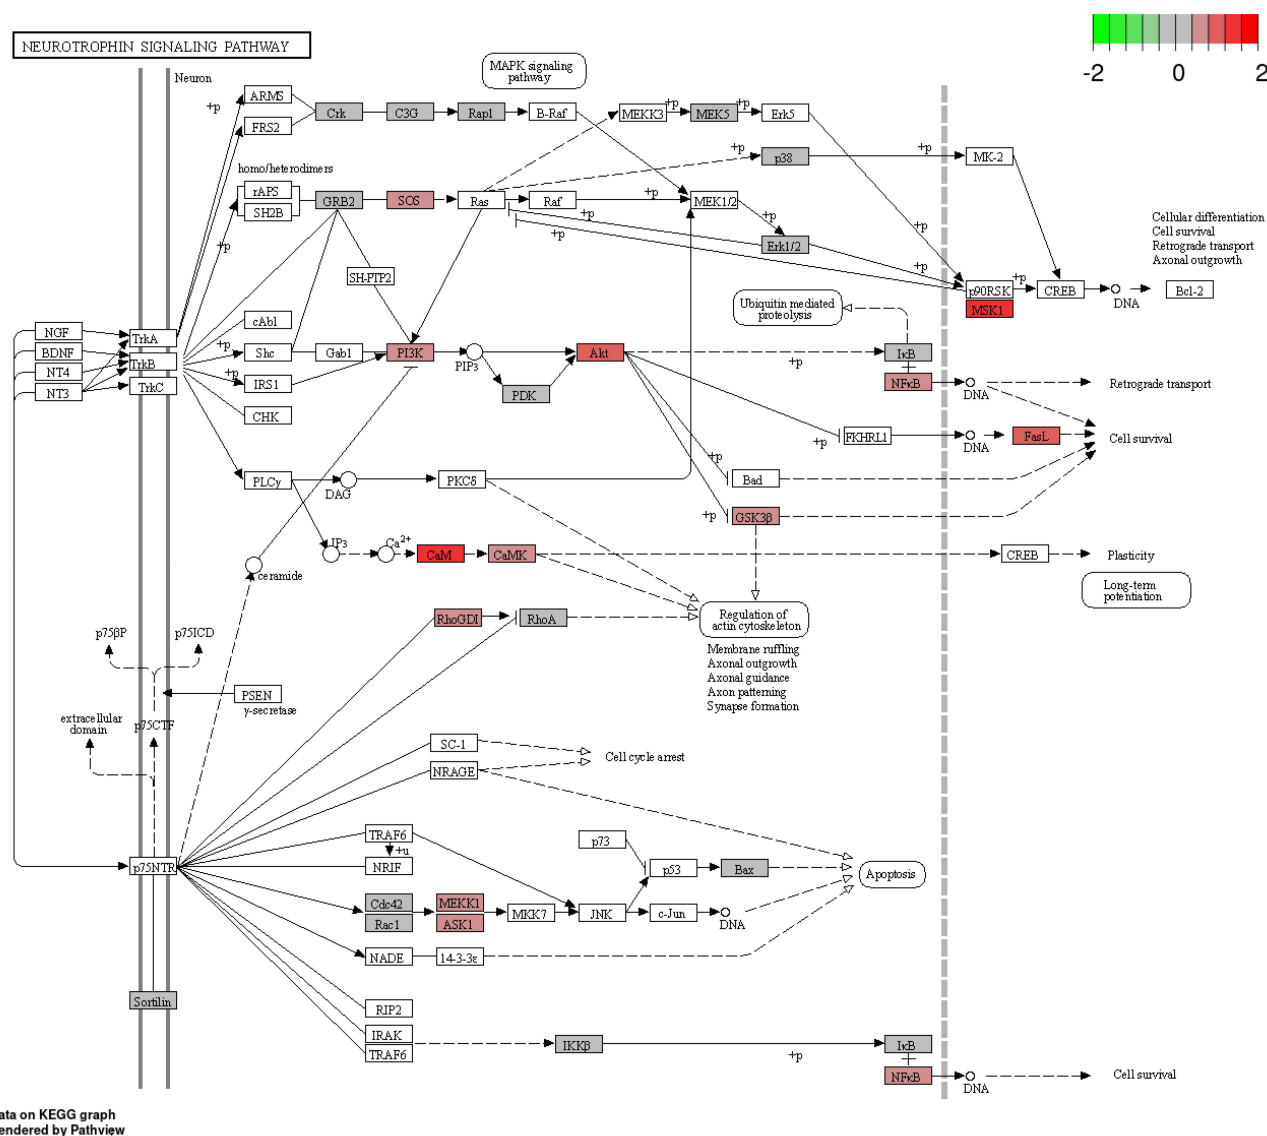 NEUROTROPHIN SIGNALING PATHWAY
-2
0
2
Neuron
MAPK signaling
pathway
+p
ARMS
FRS2
Crk
C3G
Rap1
B-Raf
MEKK3
+p
MEK5
+p
Erk5
p38
+p
+p
MK-2
homo/heterodimers
rAPS
SH2B
GRB2
SOS
Ras
Raf
+p
MEK1/2
+p
+p
+p
+p
Erk1/2
+p
+p
Cellular differentiation
Cell survival
Retrograde transport
Axonal outgrowth
SH-PTP2
p90RSK
MSK1
+p
CREB
DNA
Bcl-2
Ubiquitin mediated
proteolysis
NGF
BDNF
NT4
NT3
TrkA
TrkB
TrkC
cAbl
+p
Shc
Gab1
PI3K
PIP3
Akt
+p
IκB
+p
IRS1
PDK
NFκB
DNA
Retrograde transport
CHK
+p
FKHRL1
DNA
FasL
Cell survival
PLCγ
DAG
PKCδ
+p
Bad
+p
GSK3β
IP3
Ca2+
CaM
CaMK
CREB
Plasticity
ceramide
Long-term
potentiation
RhoGDI
RhoA
Regulation of
actin cytoskeleton
Membrane ruffling
Axonal outgrowth
Axonal guidance
Axon patterning
Synapse formation
p75βP
p75ICD
PSEN
γ-secretase
extracellular
domain
p75CTF
SC-1
NRAGE
Cell cycle arrest
TRAF6
+u
NRIF
p73
p53
Bax
Apoptosis
p75NTR
Cdc42
Rac1
MEKK1
ASK1
MKK7
JNK
c-Jun
DNA
NADE
14-3-3ε
Sortilin
RIP2
IRAK
TRAF6
IKKβ
+p
IκB
NFκB
DNA
Cell survival
ata on KEGG graph
endered by Pathview